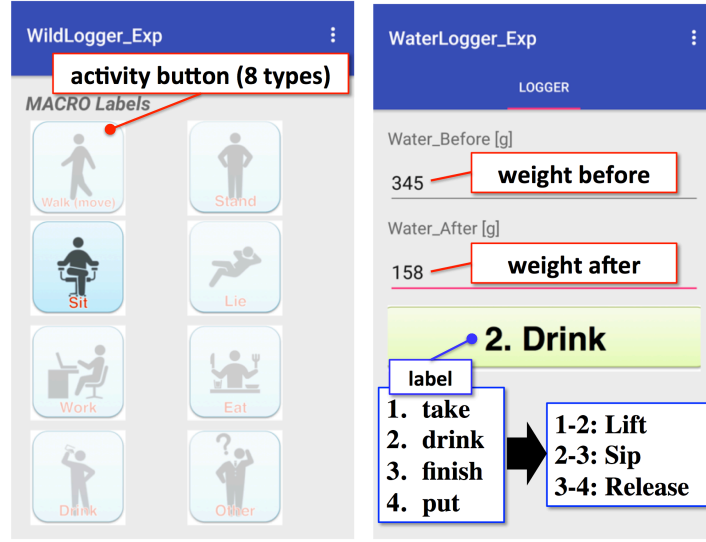 WildLogger_Exp
activity button (8 types)
MACRO Labels
Walk (move)
Stand
Sit
Lie
Work
Eat
Drink
Other
WaterLogger_Exp
LOGGER
Water_Before [g]
345
weight before
Water_After [g]
158
weight after
2. Drink
label
1. take
2. drink
3. finish
4. put
1-2: Lift
2-3: Sip
3-4: Release